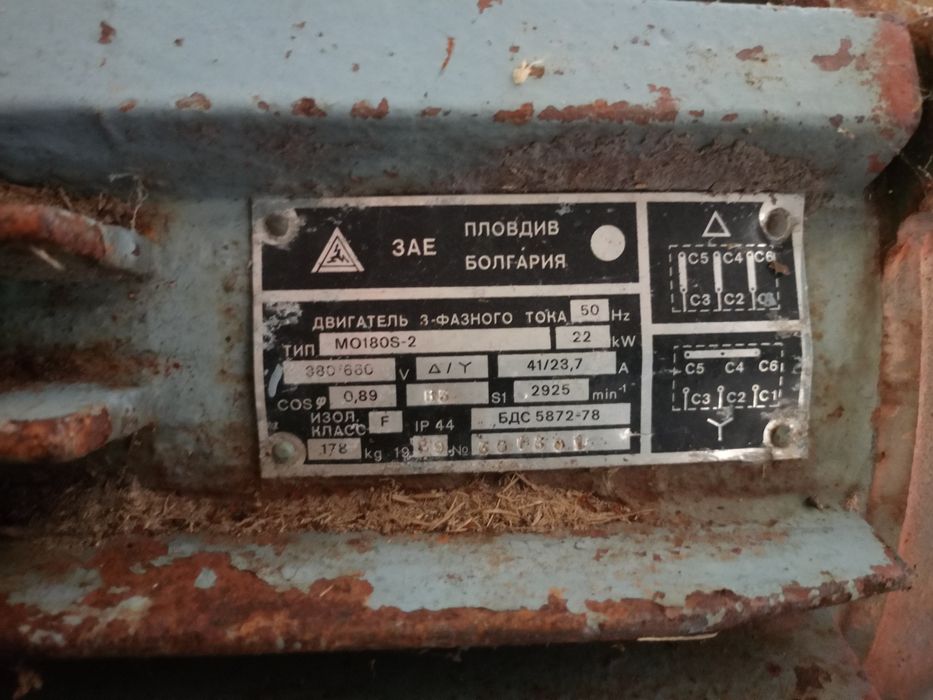 ЗАЕ
ПЛОВДИВ
БОЛГАРИЯ
ДВИГАТЕЛЬ 3-ФАЗНОГО ТОКА 50 Hz
ТИП МО180S-2 22 kW
380/660 V Δ / Y 41/23,7 A
COSφ 0,89 S1 2925 min⁻¹
ИЗОЛ. КЛАСС F IP 44 БДС 5872-78
178 kg 19 №
Δ
C5 C4 C6
C3 C2
C5 C4 C6
C3 C2 C1
Y